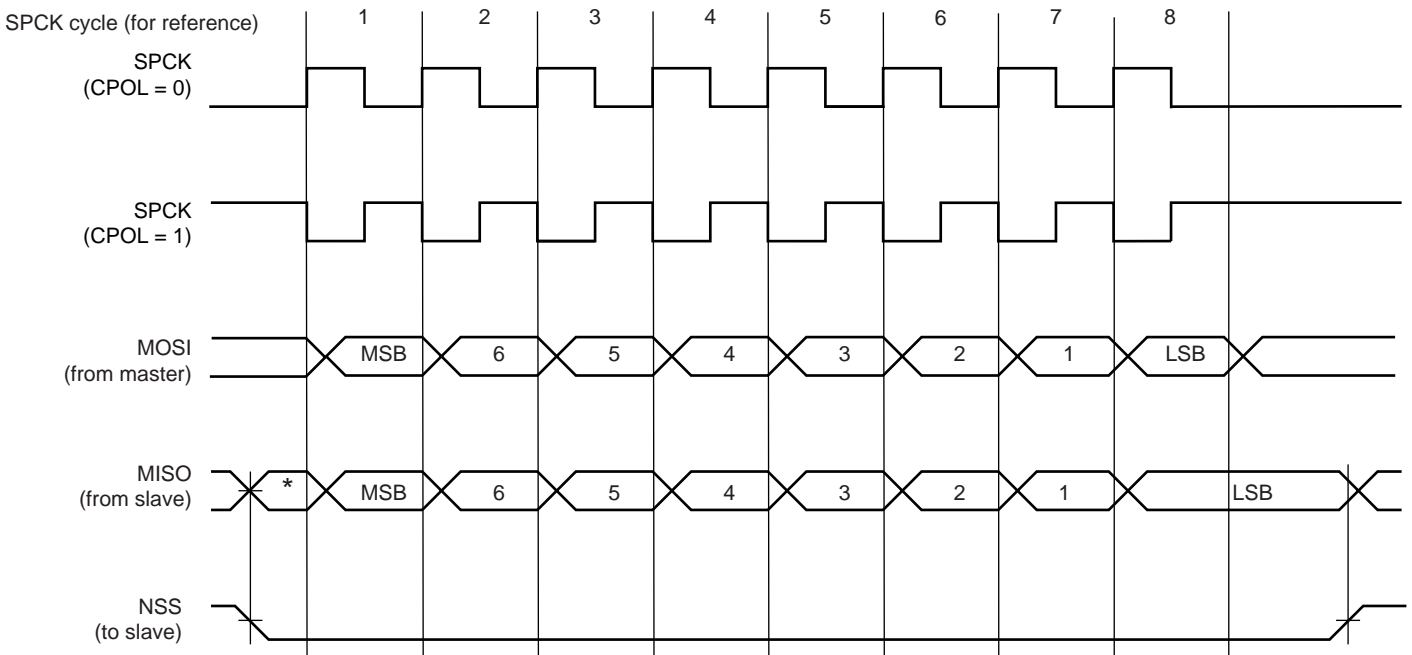 SPCK cycle (for reference) 1 2 3 4 5 6 7 8
SPCK
(CPOL = 0)
SPCK
(CPOL = 1)
MOSI
(from master)
MSB 6 5 4 3 2 1 LSB
MISO
(from slave)
* MSB 6 5 4 3 2 1 LSB
NSS
(to slave)